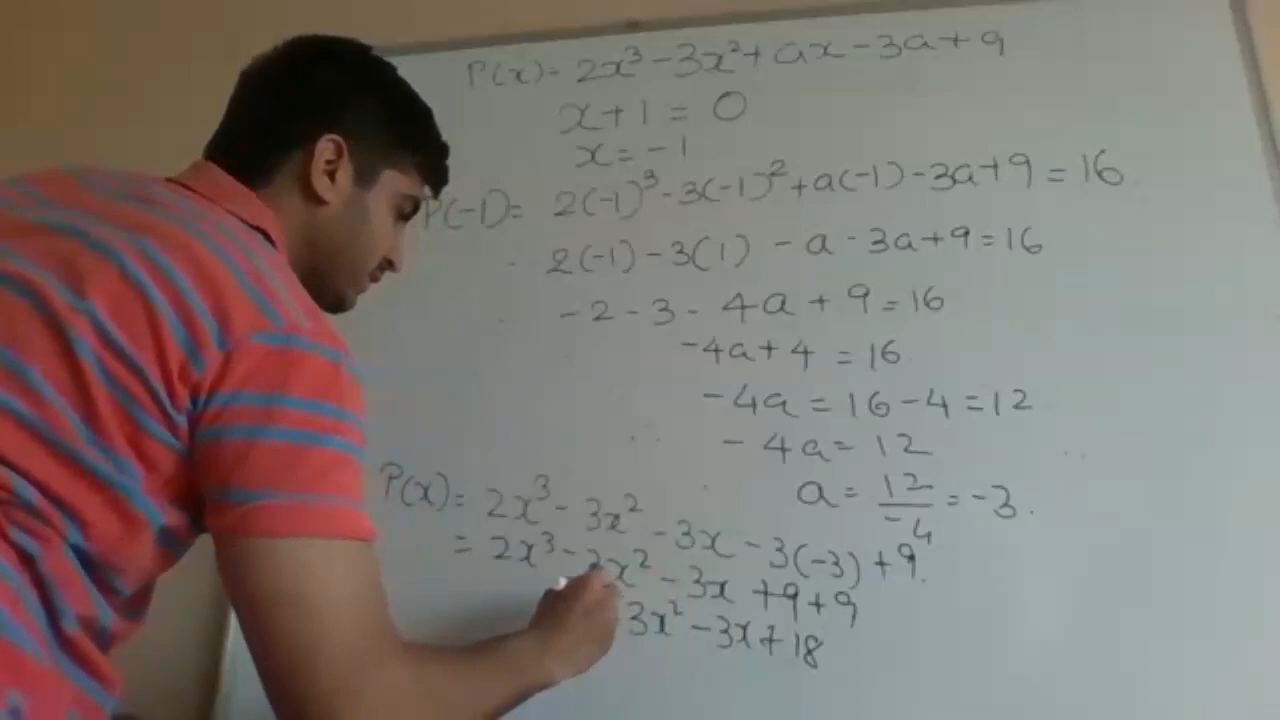 P(x) = 2x³ - 3x² + ax - 3a + 9
x + 1 = 0
x = -1
P(-1) = 2(-1)³ - 3(-1)² + a(-1) - 3a + 9 = 16
2(-1) - 3(1) - a - 3a + 9 = 16
-2 - 3 - 4a + 9 = 16
-4a + 4 = 16
-4a = 16 - 4 = 12
-4a = 12
a = 12/-4 = -3.
P(x) = 2x³ - 3x² - 3x - 3(-3) + 9.
= 2x³ - 3x² - 3x + 9 + 9
3x² - 3x + 18